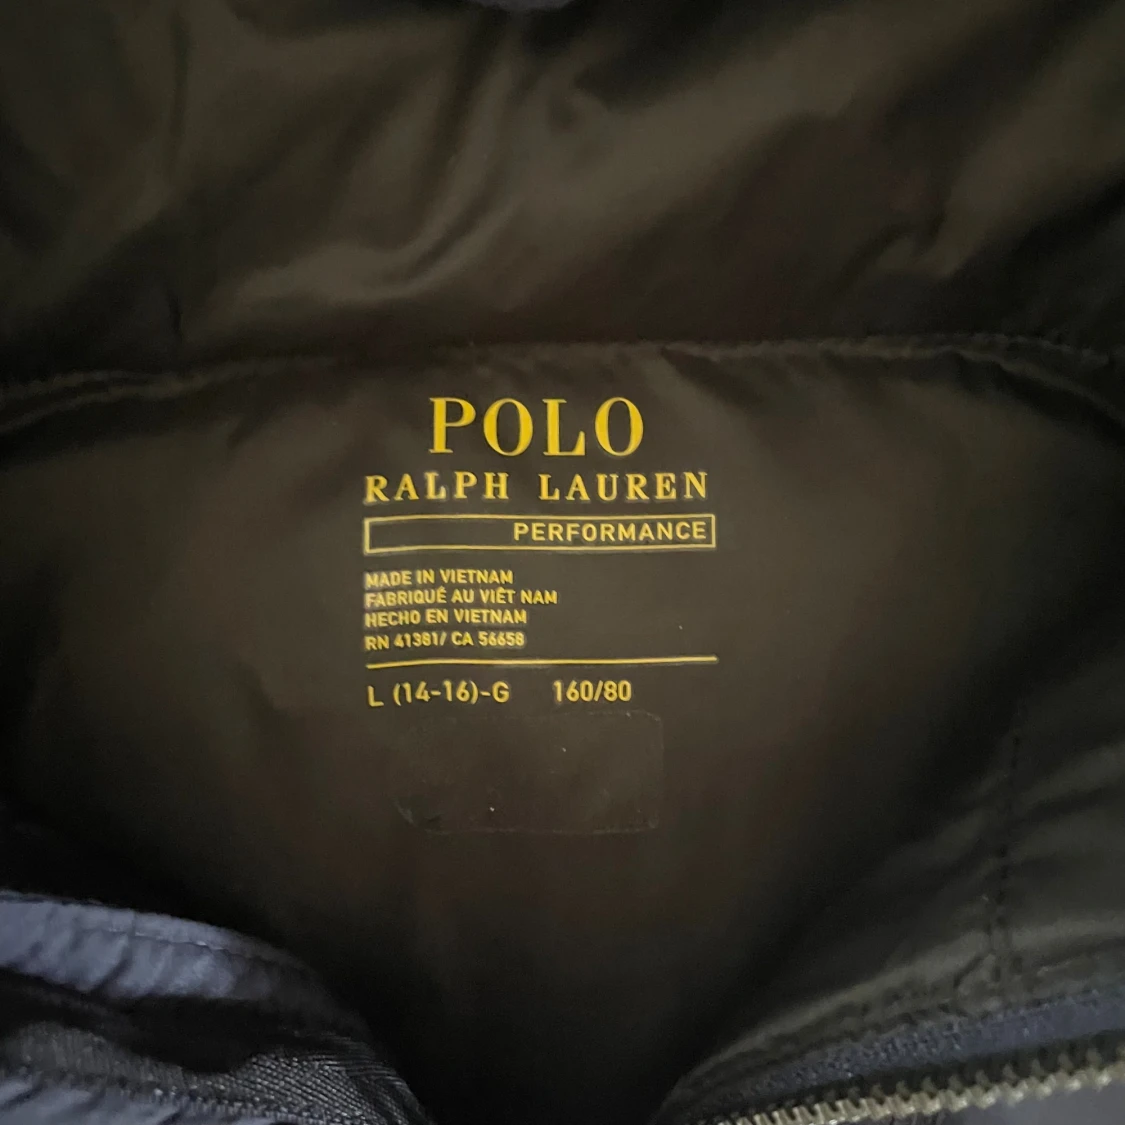 POLO
RALPH LAUREN
PERFORMANCE
MADE IN VIETNAM
FABRIQUÉ AU VIÊT NAM
HECHO EN VIETNAM
RN 41381/ CA 56658
L (14-16)-G 160/80